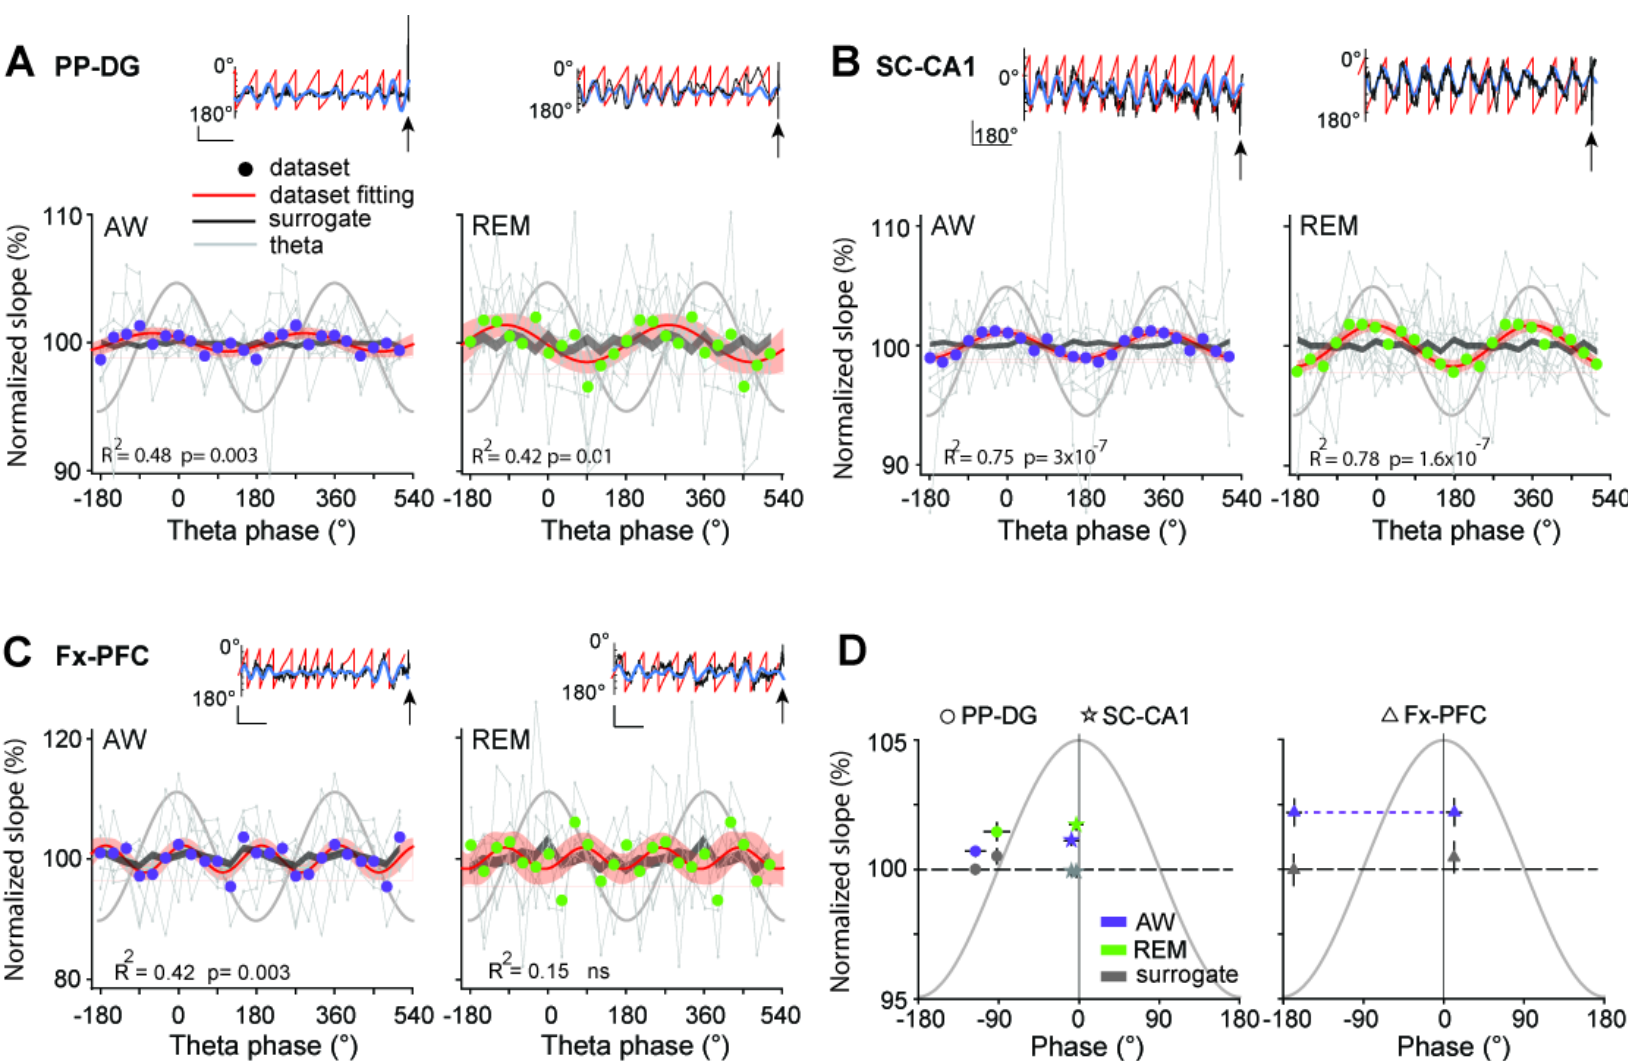 A PP-DG
0°
180°
0°
180°
dataset
dataset fitting
surrogate
theta
Normalized slope (%)
110
100
90
AW
R²= 0.48 p= 0.003
-180 0 180 360 540
Theta phase (°)
REM
R²= 0.42 p= 0.01
-180 0 180 360 540
Theta phase (°)
B SC-CA1
0°
180°
0°
180°
Normalized slope (%)
110
100
90
AW
R²= 0.75 p= 3x10⁻⁷
-180 0 180 360 540
Theta phase (°)
REM
R²= 0.78 p= 1.6x10⁻⁷
-180 0 180 360 540
Theta phase (°)
C Fx-PFC
0°
180°
0°
180°
Normalized slope (%)
120
100
80
AW
R²= 0.42 p= 0.003
-180 0 180 360 540
Theta phase (°)
REM
R²= 0.15 ns
-180 0 180 360 540
Theta phase (°)
D
PP-DG SC-CA1
Fx-PFC
Normalized slope (%)
105
100
95
AW
REM
surrogate
-180 -90 0 90 180
Phase (°)
-180 -90 0 90 180
Phase (°)